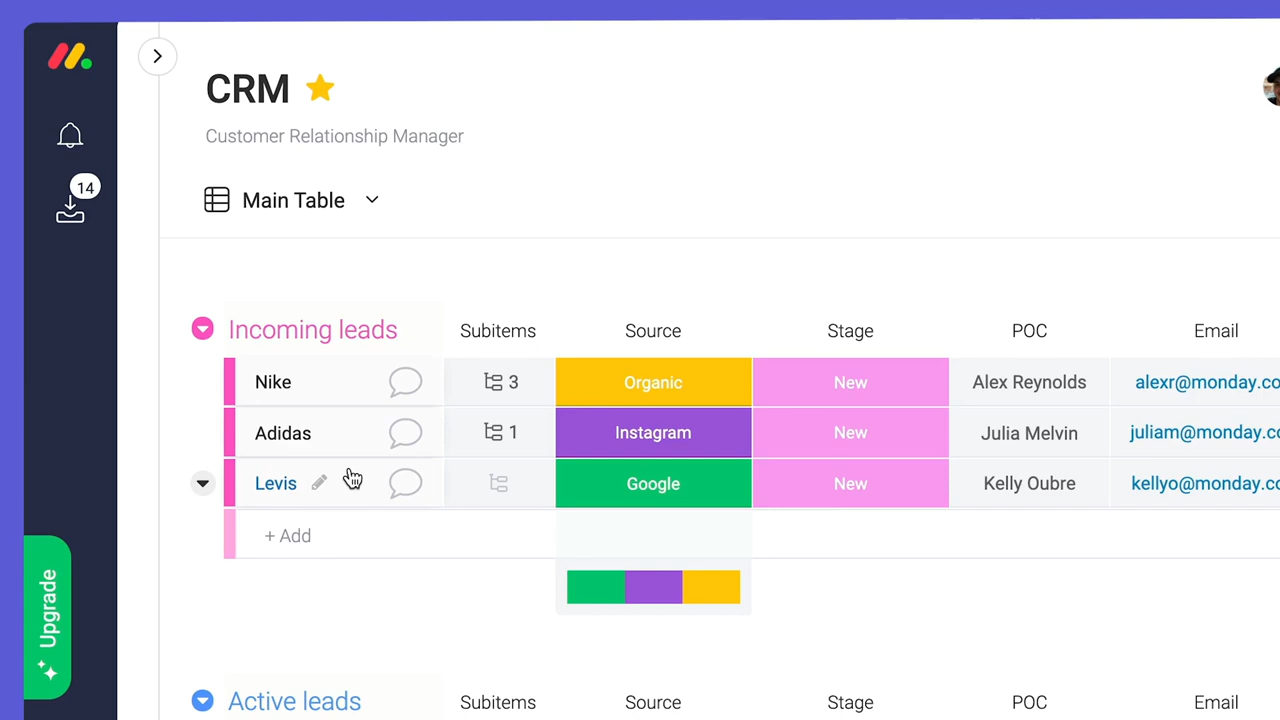 14
CRM
Customer Relationship Manager
Main Table
Incoming leads Subitems Source Stage POC Email
Nike 3 Organic New Alex Reynolds alexr@monday.co
Adidas 1 Instagram New Julia Melvin juliam@monday.c
Levis Google New Kelly Oubre kellyo@monday.co
+ Add
Upgrade
Active leads Subitems Source Stage POC Email